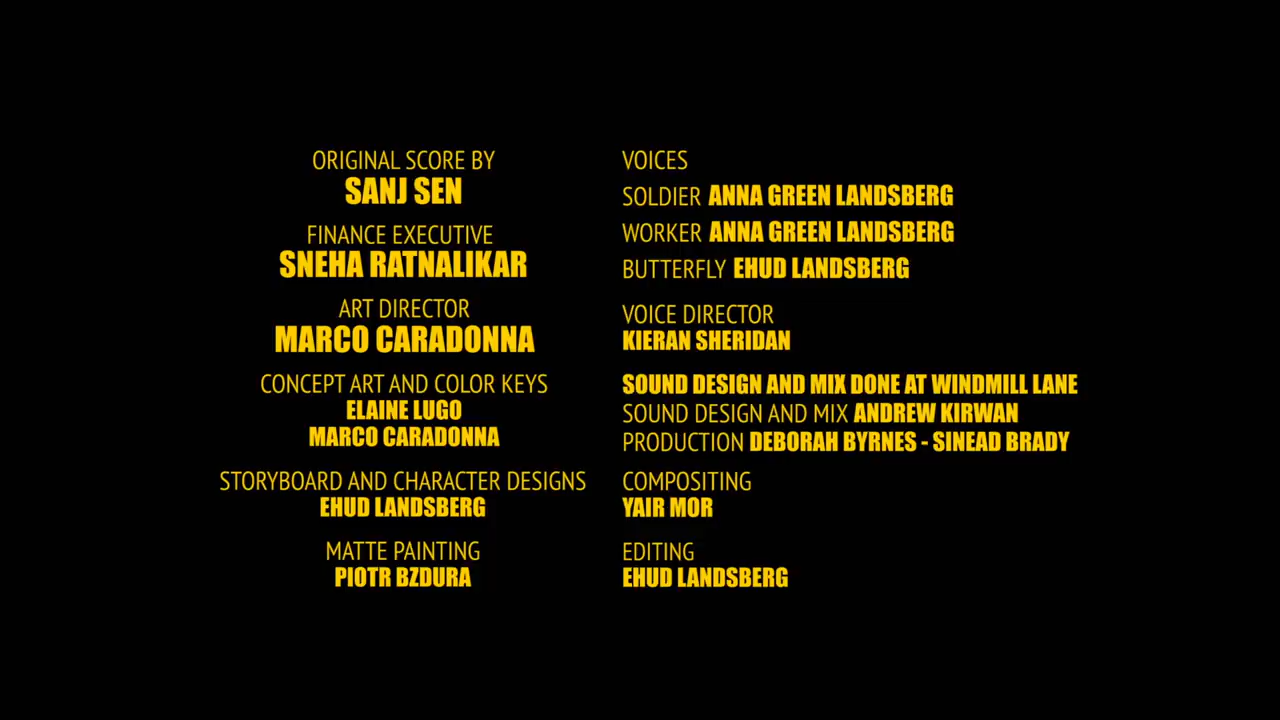 ORIGINAL SCORE BY
SANJ SEN
FINANCE EXECUTIVE
SNEHA RATNALIKAR
ART DIRECTOR
MARCO CARADONNA
CONCEPT ART AND COLOR KEYS
ELAINE LUGO
MARCO CARADONNA
STORYBOARD AND CHARACTER DESIGNS
EHUD LANDSBERG
MATTE PAINTING
PIOTR BZDURA
VOICES
SOLDIER ANNA GREEN LANDSBERG
WORKER ANNA GREEN LANDSBERG
BUTTERFLY EHUD LANDSBERG
VOICE DIRECTOR
KIERAN SHERIDAN
SOUND DESIGN AND MIX DONE AT WINDMILL LANE
SOUND DESIGN AND MIX ANDREW KIRWAN
PRODUCTION DEBORAH BYRNES - SINEAD BRADY
COMPOSITING
YAIR MOR
EDITING
EHUD LANDSBERG